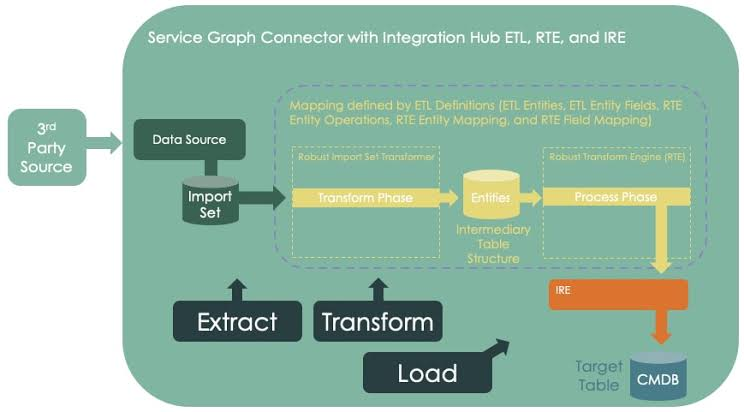 Service Graph Connector with Integration Hub ETL, RTE, and IRE
3rd
Party
Source
Data Source
Import
Set
Mapping defined by ETL Definitions (ETL Entities, ETL Entity Fields, RTE
Entity Operations, RTE Entity Mapping, and RTE Field Mapping)
Robust Import Set Transformer
Transform Phase
Entities
Intermediary
Table
Structure
Robust Transform Engine (RTE)
Process Phase
IRE
Extract
Transform
Load
Target
Table
CMDB